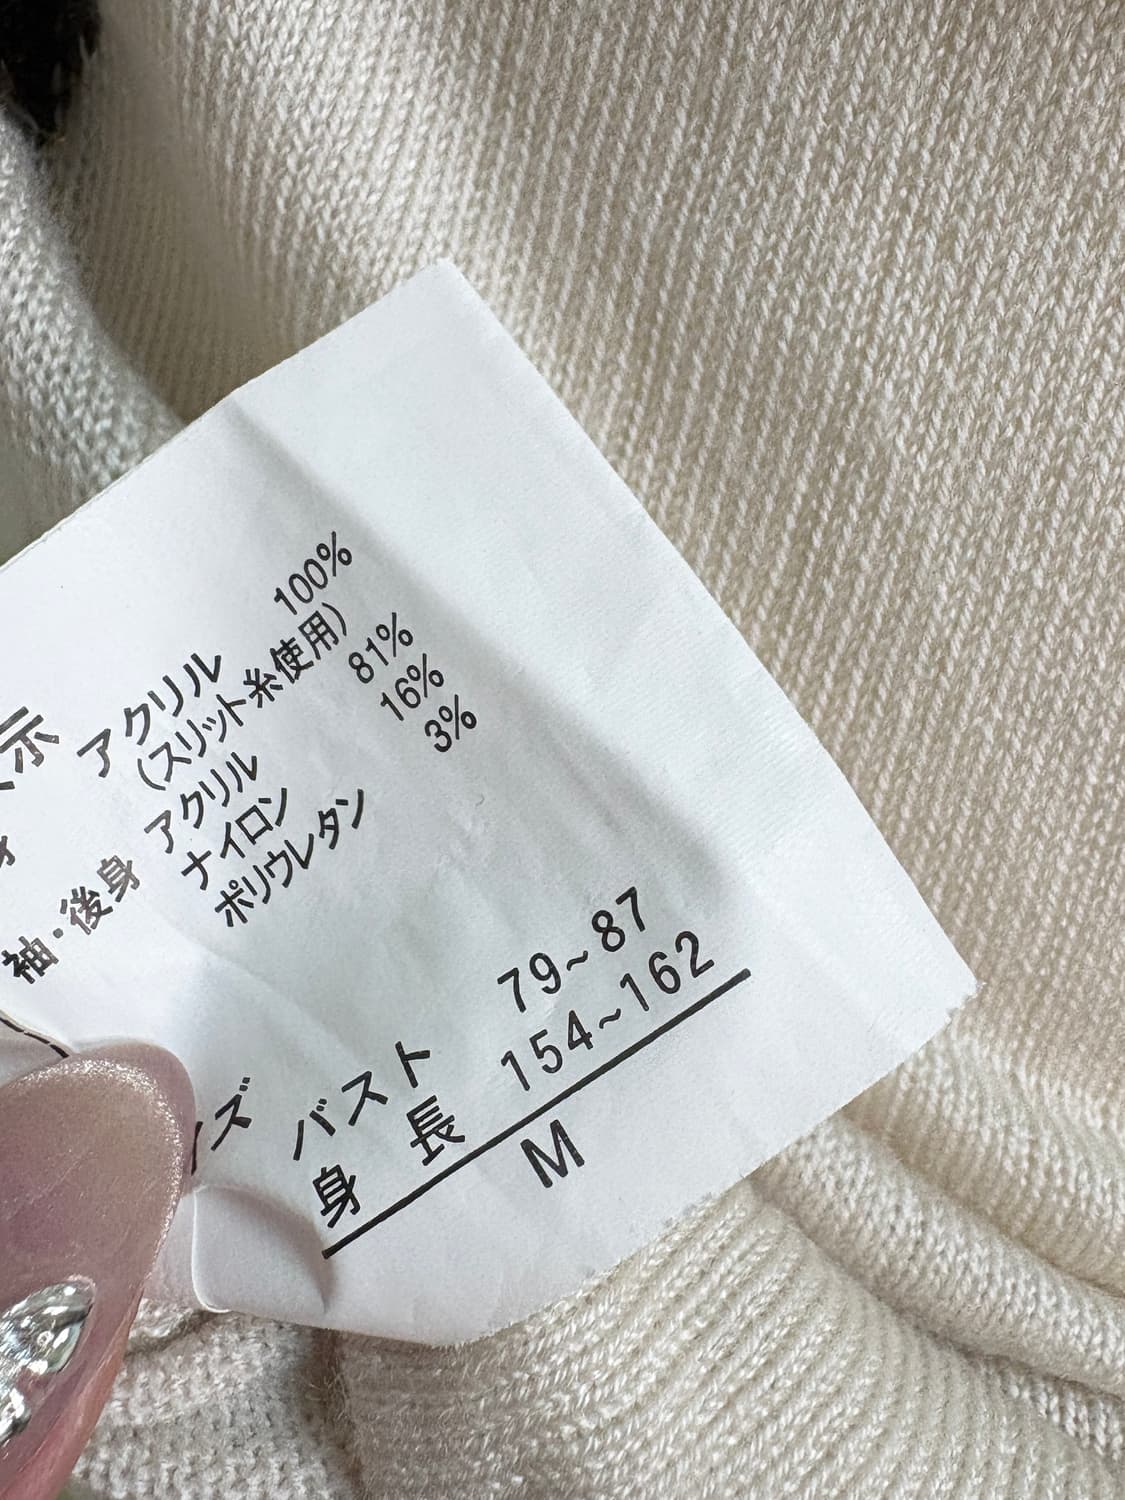 示
アクリル 100%
(スリット糸使用)
袖・後身 アクリル 81%
ナイロン 16%
ポリウレタン 3%
ズ バスト 79~87
身 長 154~162
M